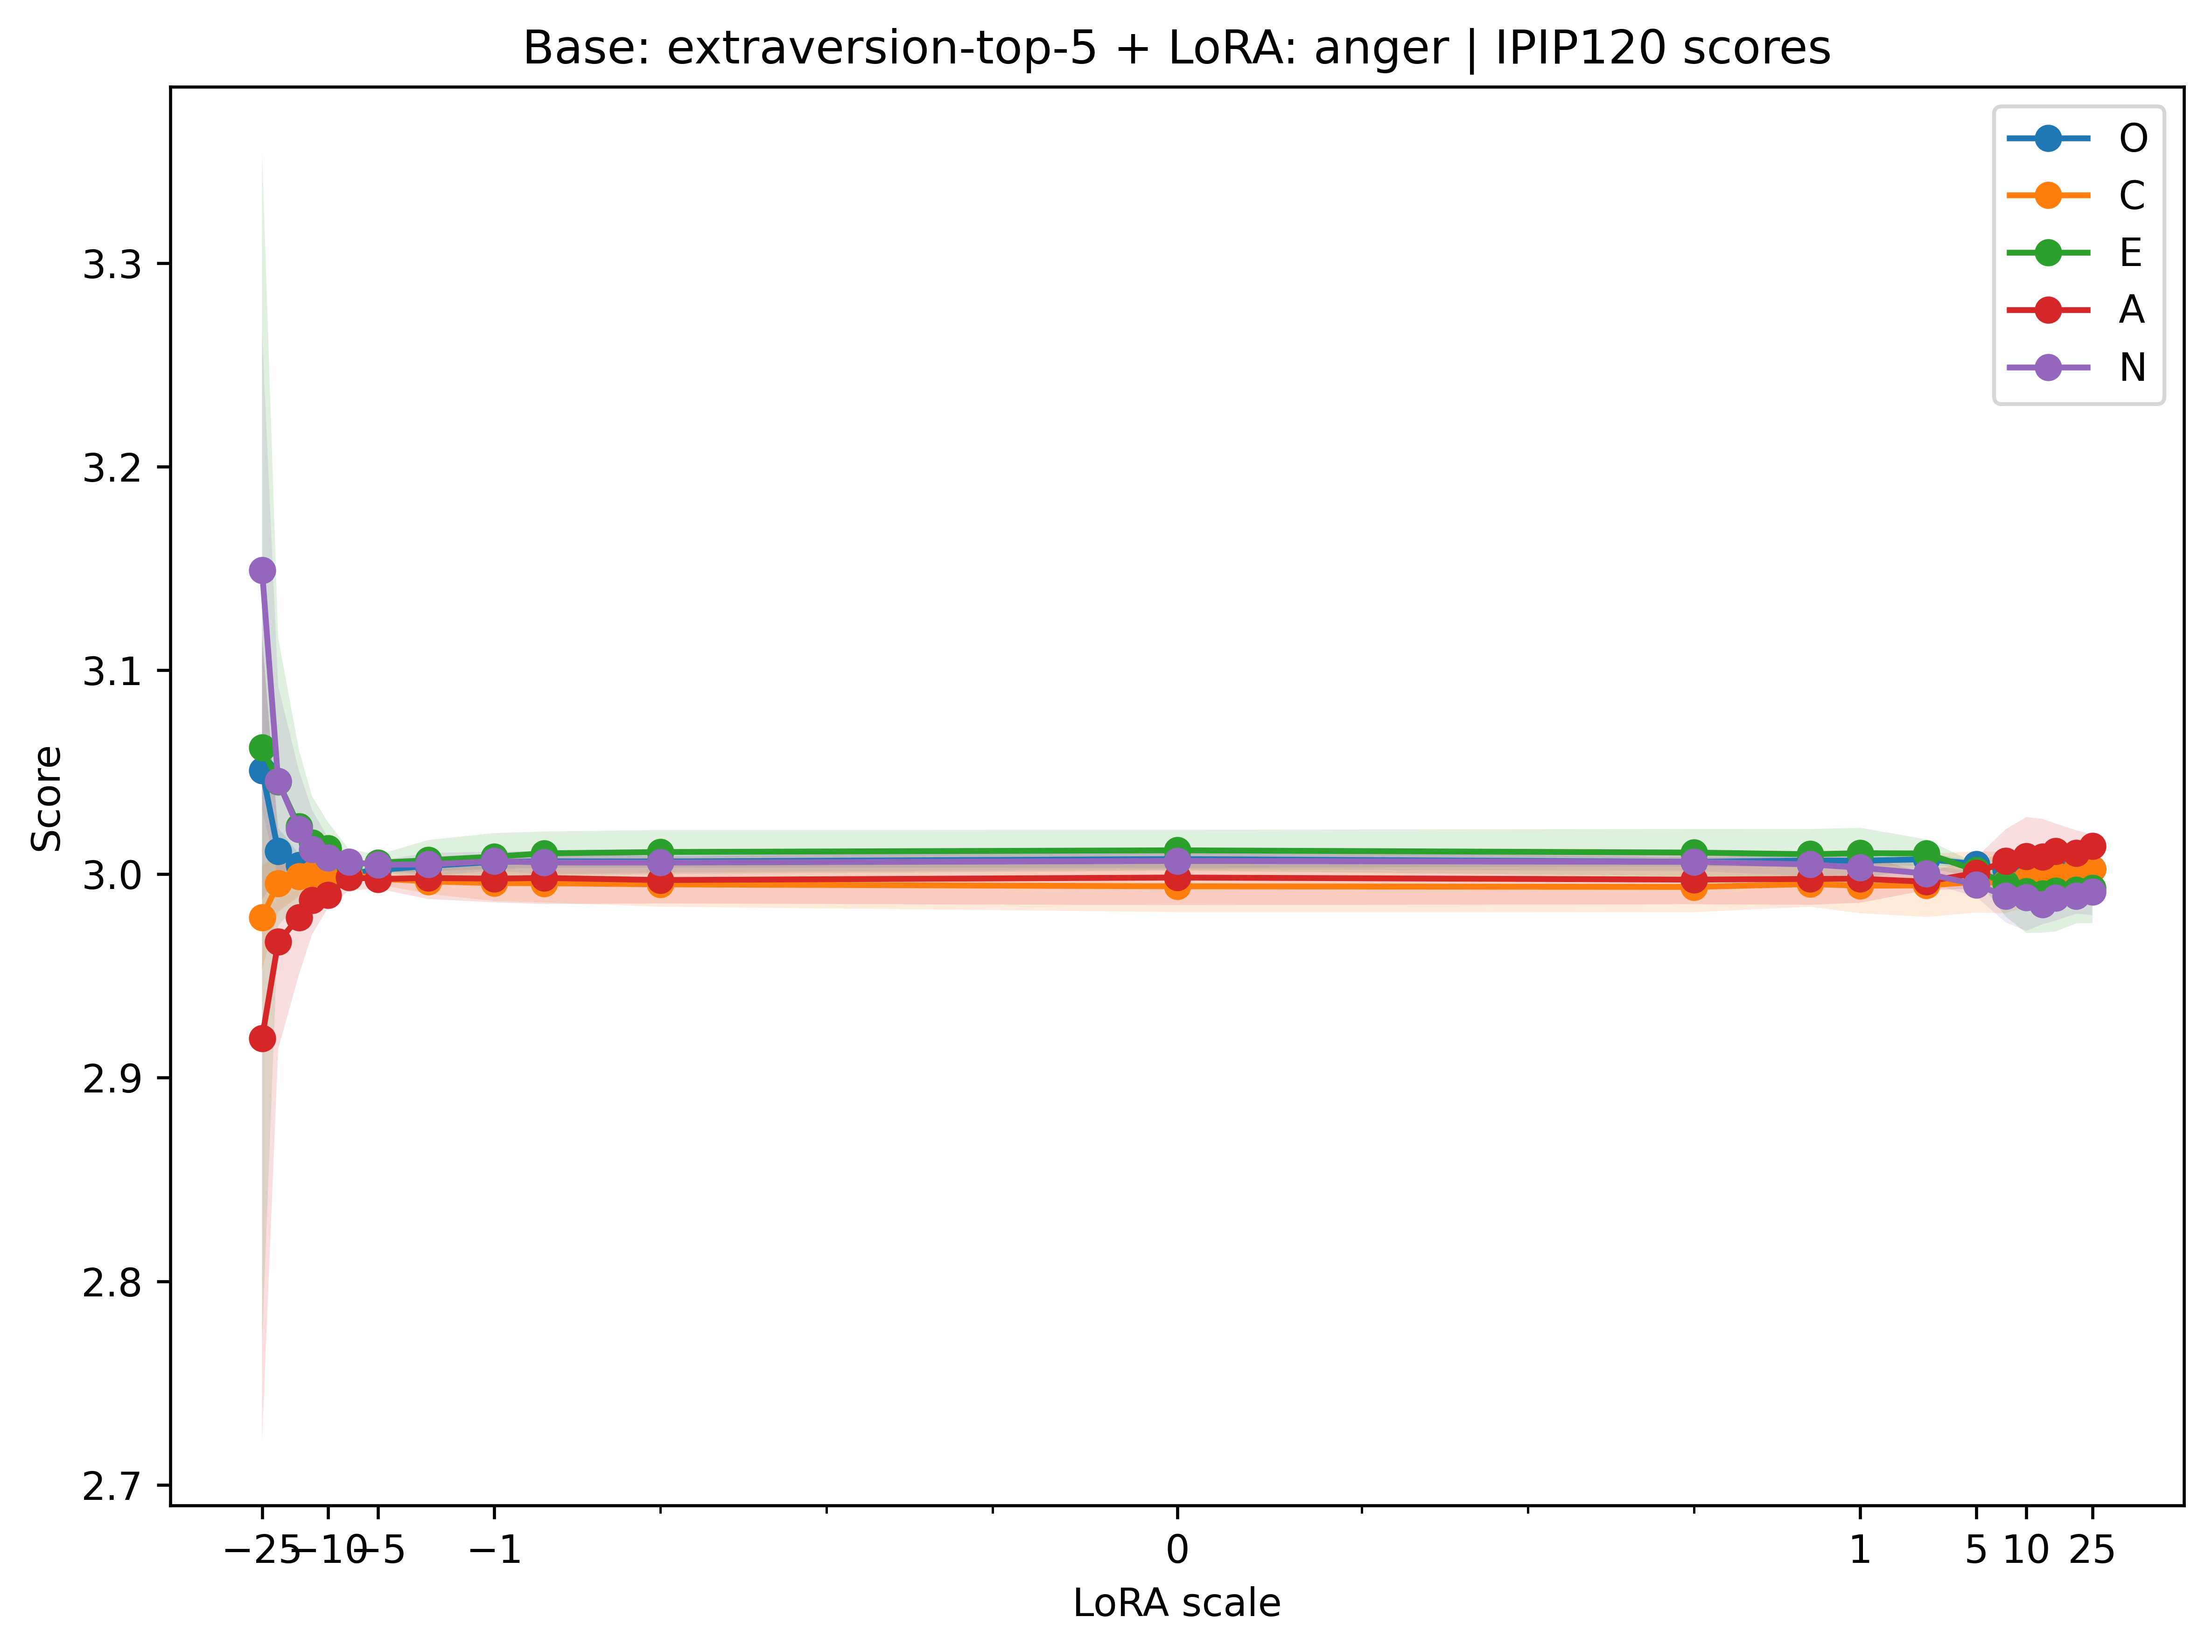 Base: extraversion-top-5 + LoRA: anger | IPIP120 scores
O
C
E
A
N
3.3
3.2
3.1
3.0
2.9
2.8
2.7
Score
−25 −10 −5 −1 0 1 5 10 25
LoRA scale